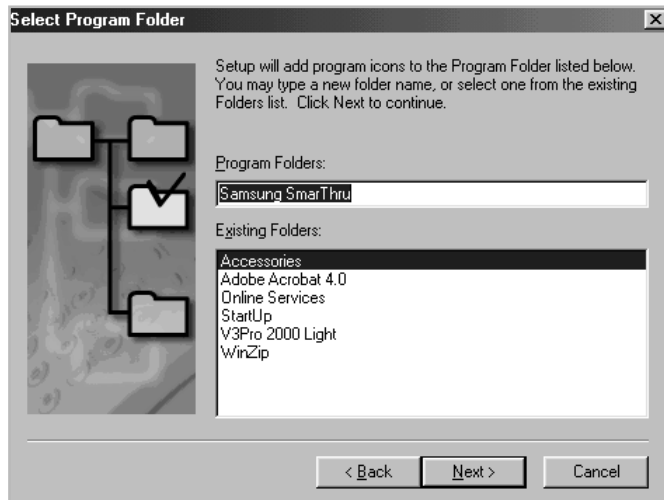 Select Program Folder
Setup will add program icons to the Program Folder listed below.
You may type a new folder name, or select one from the existing
Folders list. Click Next to continue.
Program Folders:
Samsung SmarThru
Existing Folders:
Accessories
Adobe Acrobat 4.0
Online Services
StartUp
V3Pro 2000 Light
WinZip
< Back
Next >
Cancel